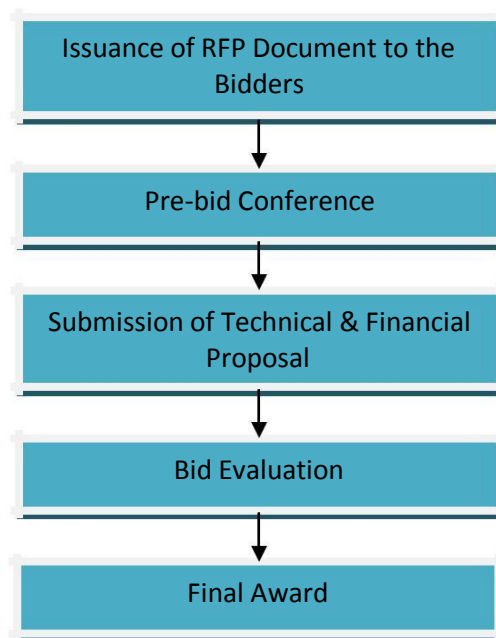 Issuance of RFP Document to the
Bidders
Pre-bid Conference
Submission of Technical & Financial
Proposal
Bid Evaluation
Final Award